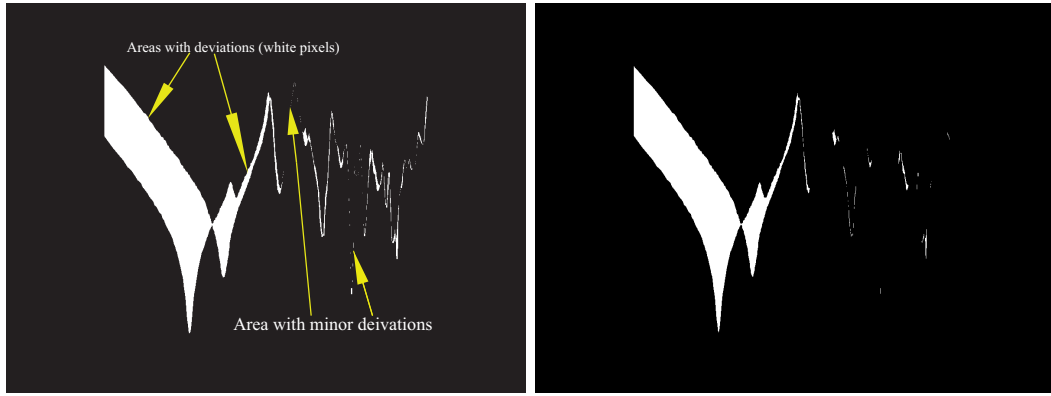 Areas with deviations (white pixels)
Area with minor deivations